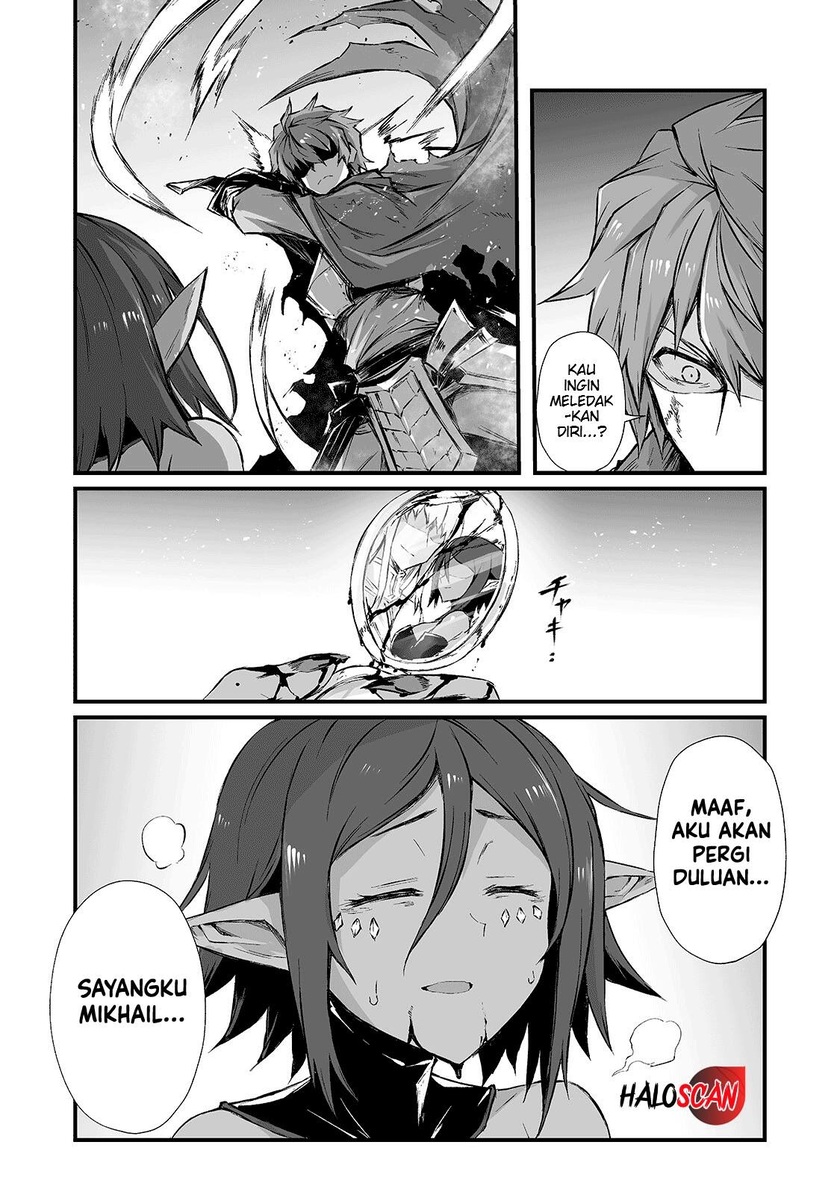 KAU
INGIN
MELEDAK
-KAN
DIRI...?
チャキ:
MAAF,
AKU AKAN
PERGI
DULUAN...
SAYANGKU
MIKHAIL...
HALOSCAN